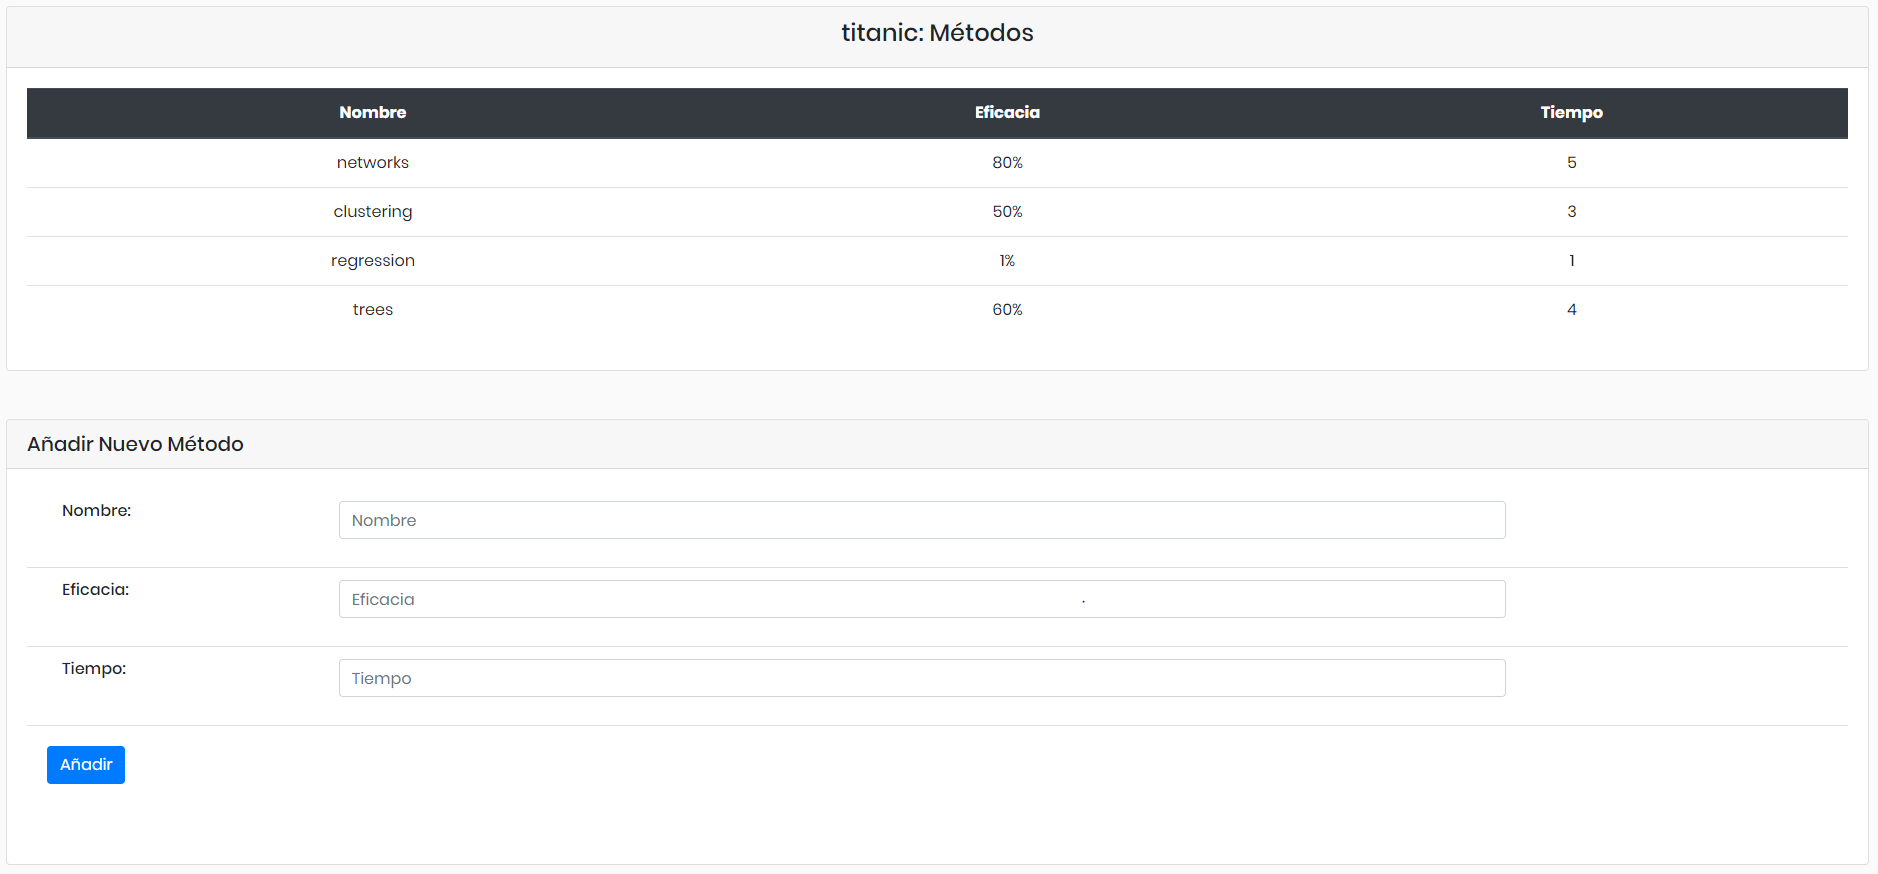 titanic: Métodos
Nombre Eficacia Tiempo
networks 80% 5
clustering 50% 3
regression 1% 1
trees 60% 4
Añadir Nuevo Método
Nombre: Nombre
Eficacia: Eficacia
Tiempo: Tiempo
Añadir